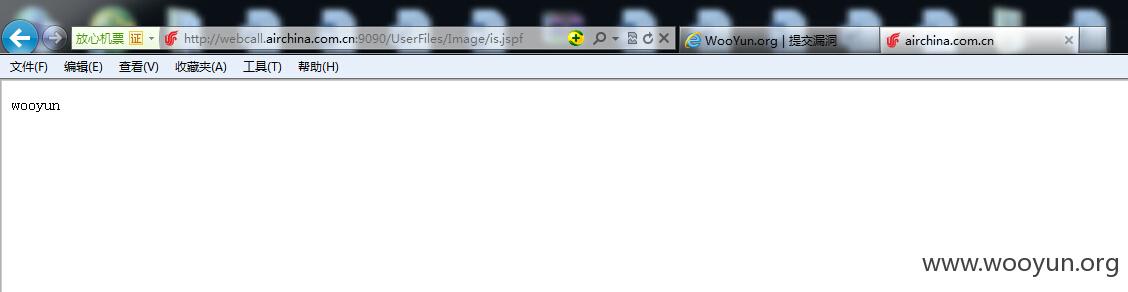 放心机票 证 http://webcall.airchina.com.cn:9090/UserFiles/Image/is.jspf WooYun.org | 提交漏洞 airchina.com.cn
文件(F) 编辑(E) 查看(V) 收藏夹(A) 工具(T) 帮助(H)
wooyun
www.wooyun.org